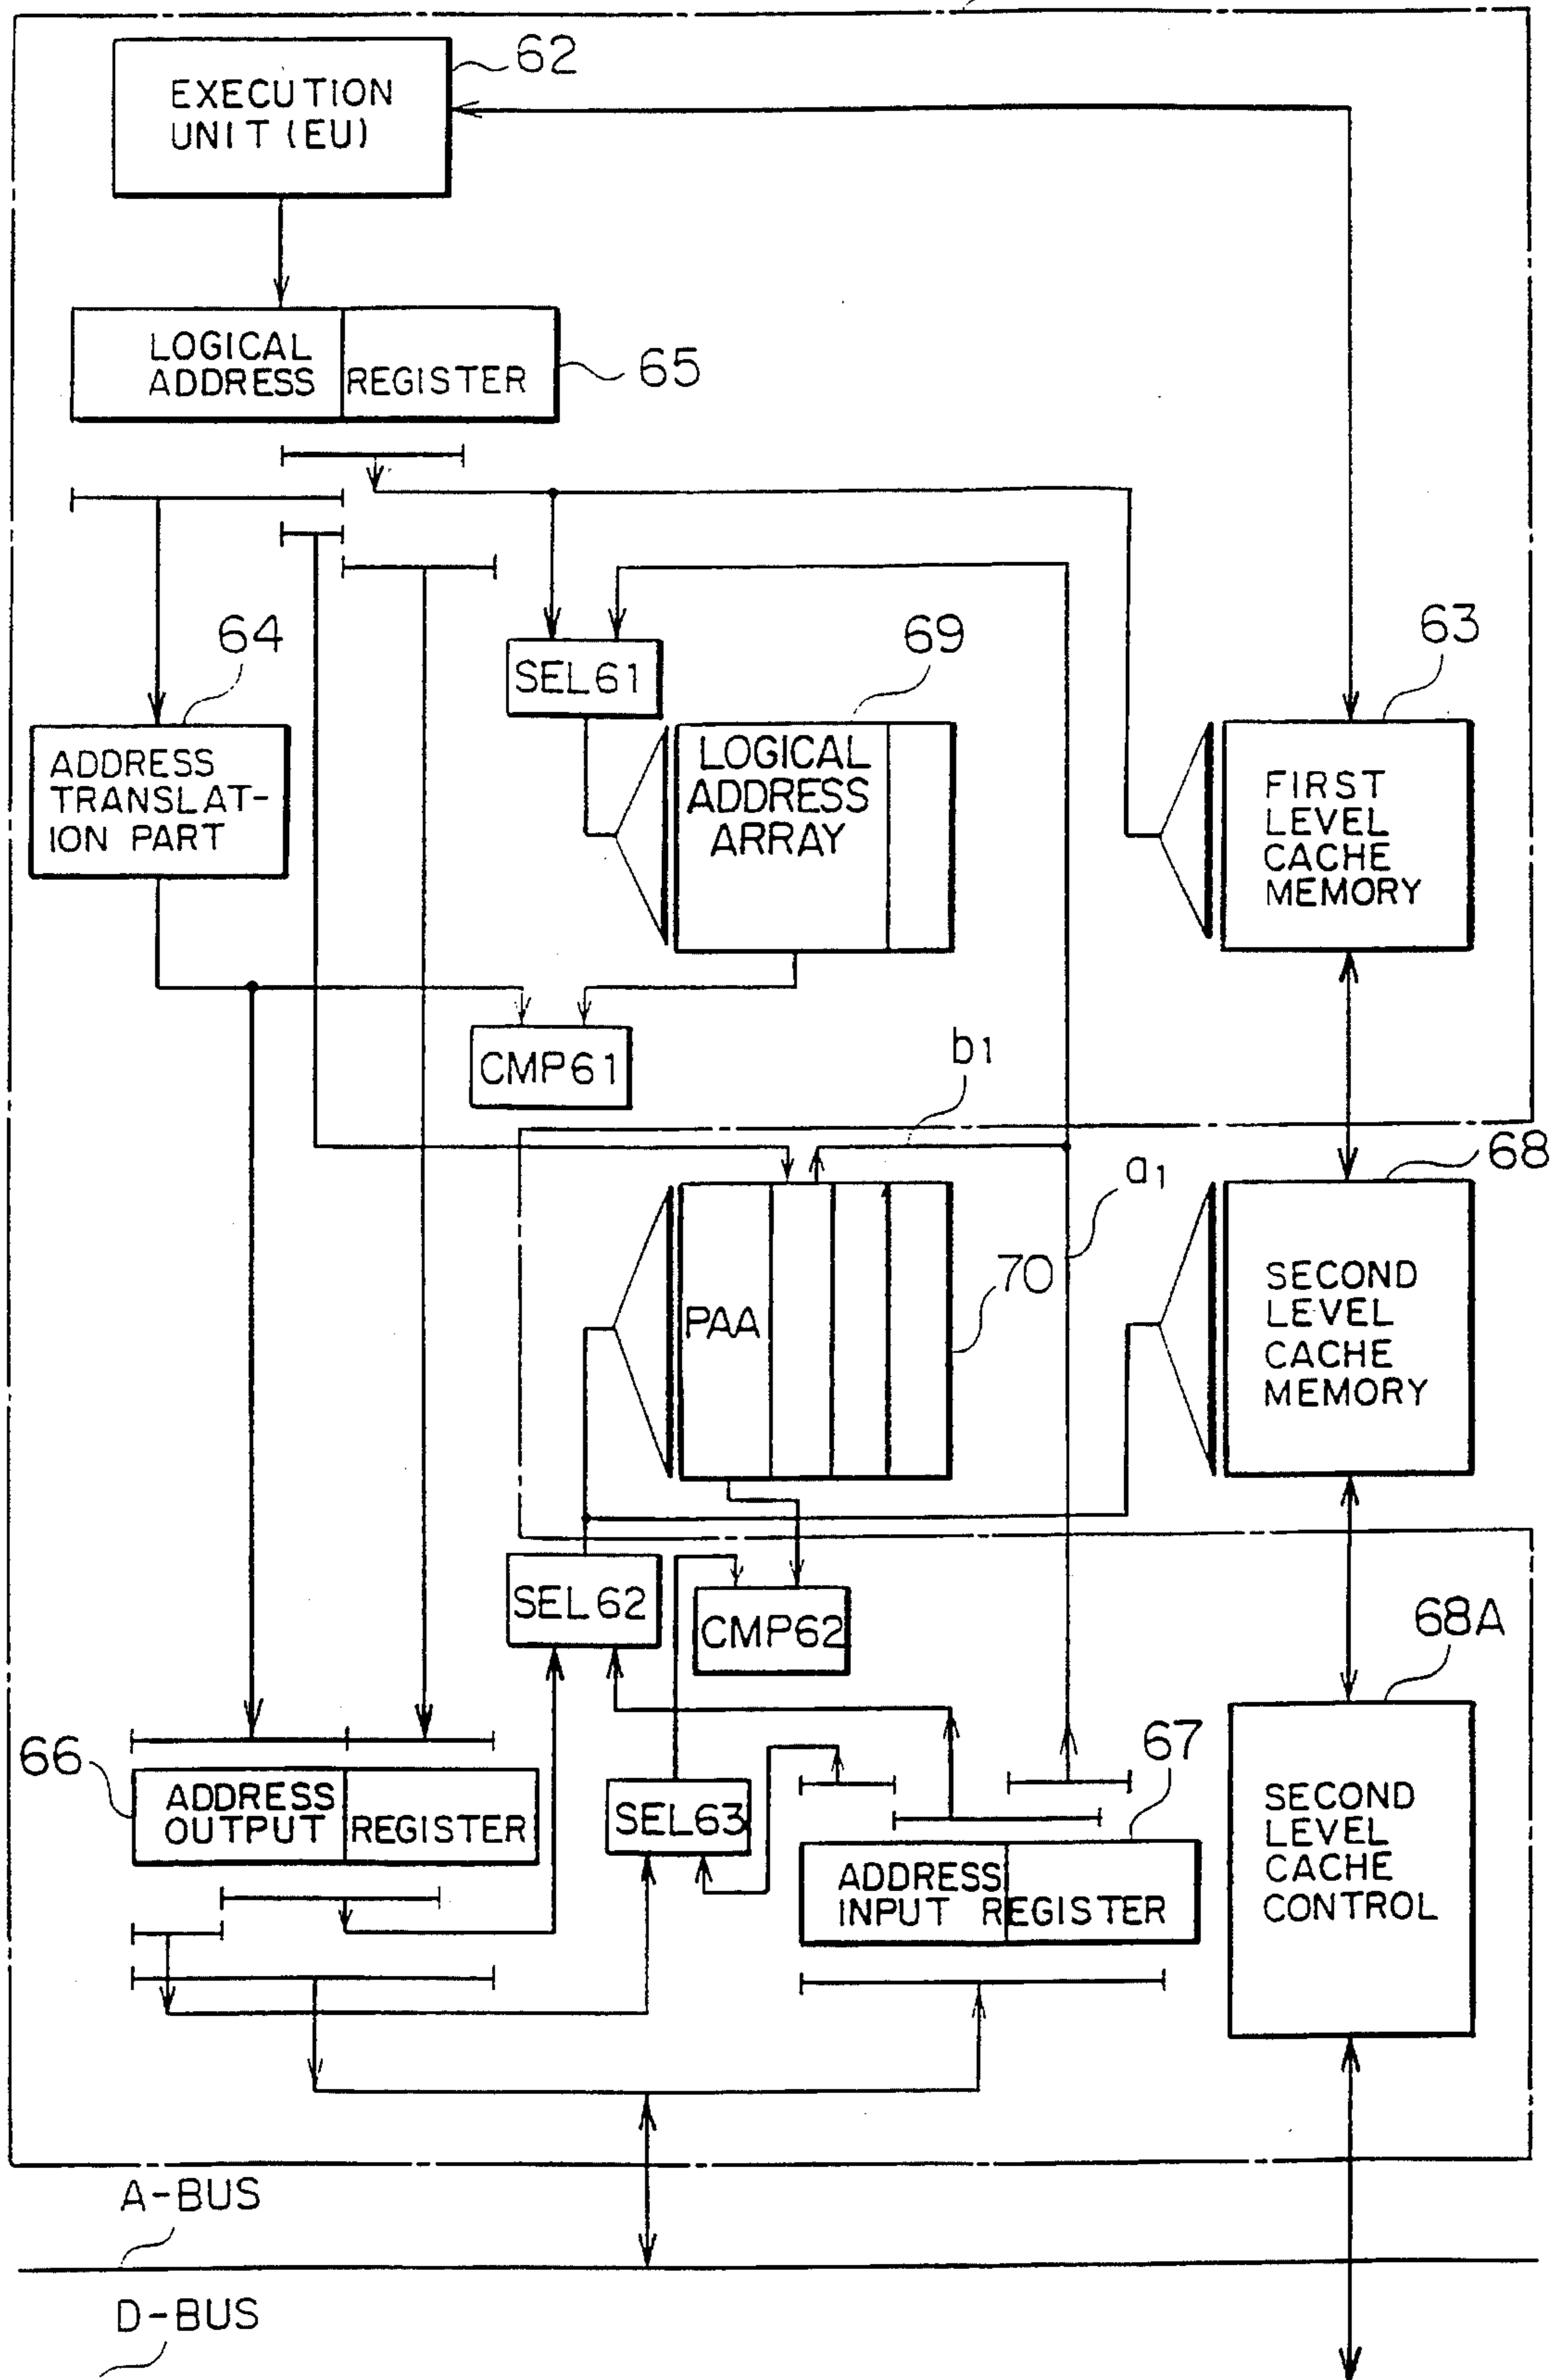 62
EXECUTION
UNIT (EU)
LOGICAL
ADDRESS REGISTER
65
64
ADDRESS
TRANSLAT-
ION PART
SEL61
69
LOGICAL
ADDRESS
ARRAY
63
FIRST
LEVEL
CACHE
MEMORY
CMP61
b1
a1
68
PAA
70
SECOND
LEVEL
CACHE
MEMORY
SEL62
CMP62
68A
66
ADDRESS
OUTPUT REGISTER
SEL63
67
ADDRESS
INPUT REGISTER
SECOND
LEVEL
CACHE
CONTROL
A-BUS
D-BUS